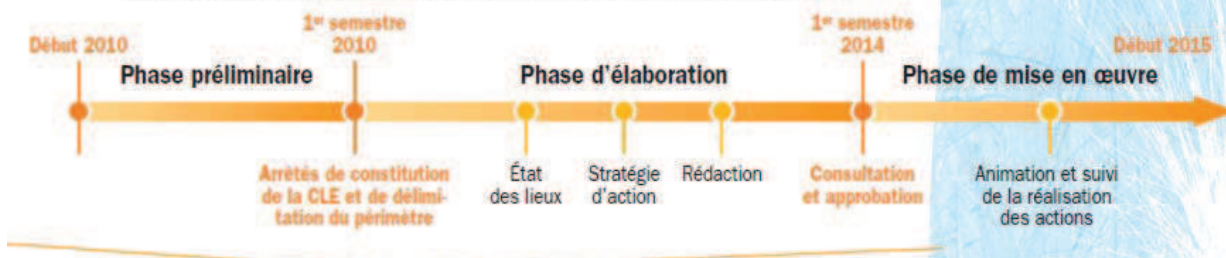 1er semestre
2010
1er semestre
2014
Début 2010
Début 2015
Phase préliminaire
Phase d'élaboration
Phase de mise en œuvre
Arrêtés de constitution
de la CLE et de délimi-
tation du périmètre
État
des lieux
Stratégie
d'action
Rédaction
Consultation
et approbation
Animation et suivi
de la réalisation
des actions